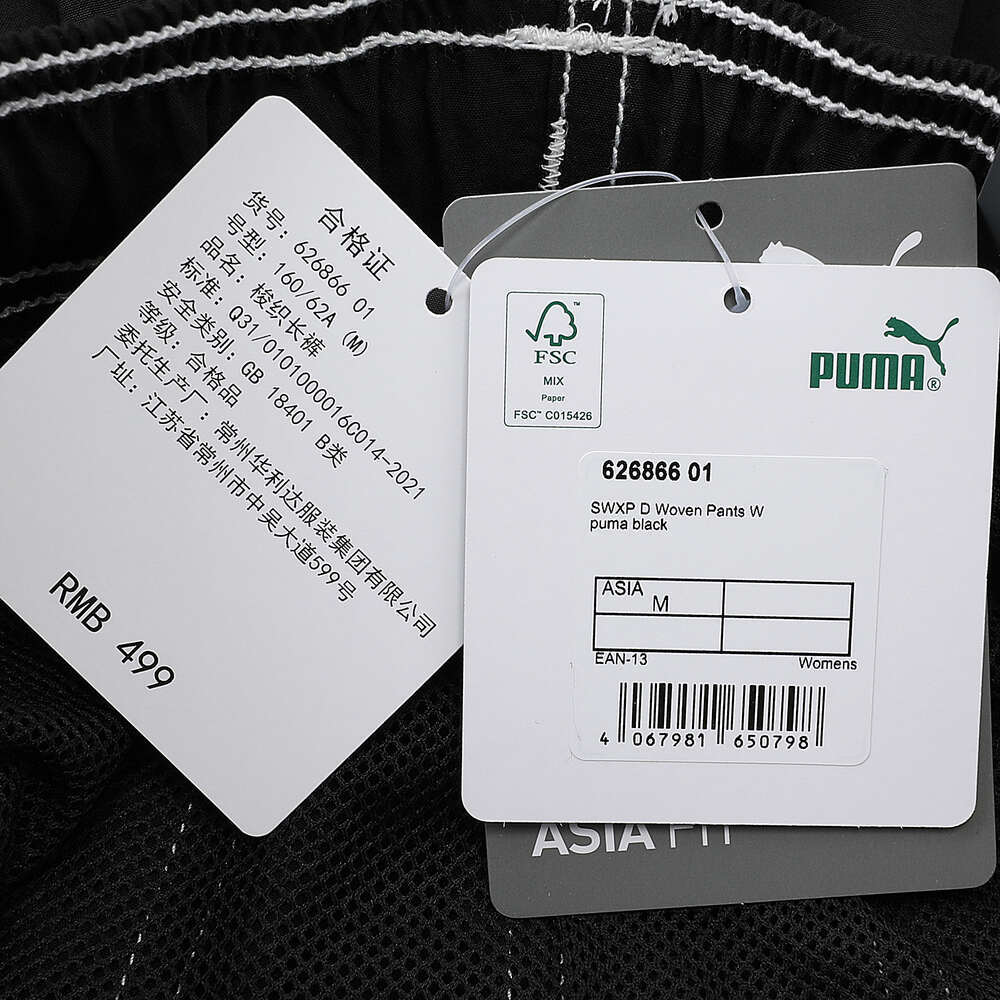 合格证
货号: 626866 01
号型: 160/62A (M)
品名: 梭织长裤
标准: Q31/0101000016C014-2021
安全类别: GB 18401 B类
等级: 合格品
委托生产厂: 常州华利达服装集团有限公司
厂址: 江苏省常州市中吴大道599号
RMB 499
FSC™
MIX
Paper
FSC™ C015426
PUMA®
626866 01
SWXP D Woven Pants W
puma black
ASIA
M
EAN-13 Womens
4 067981 650798
ASIA FIT